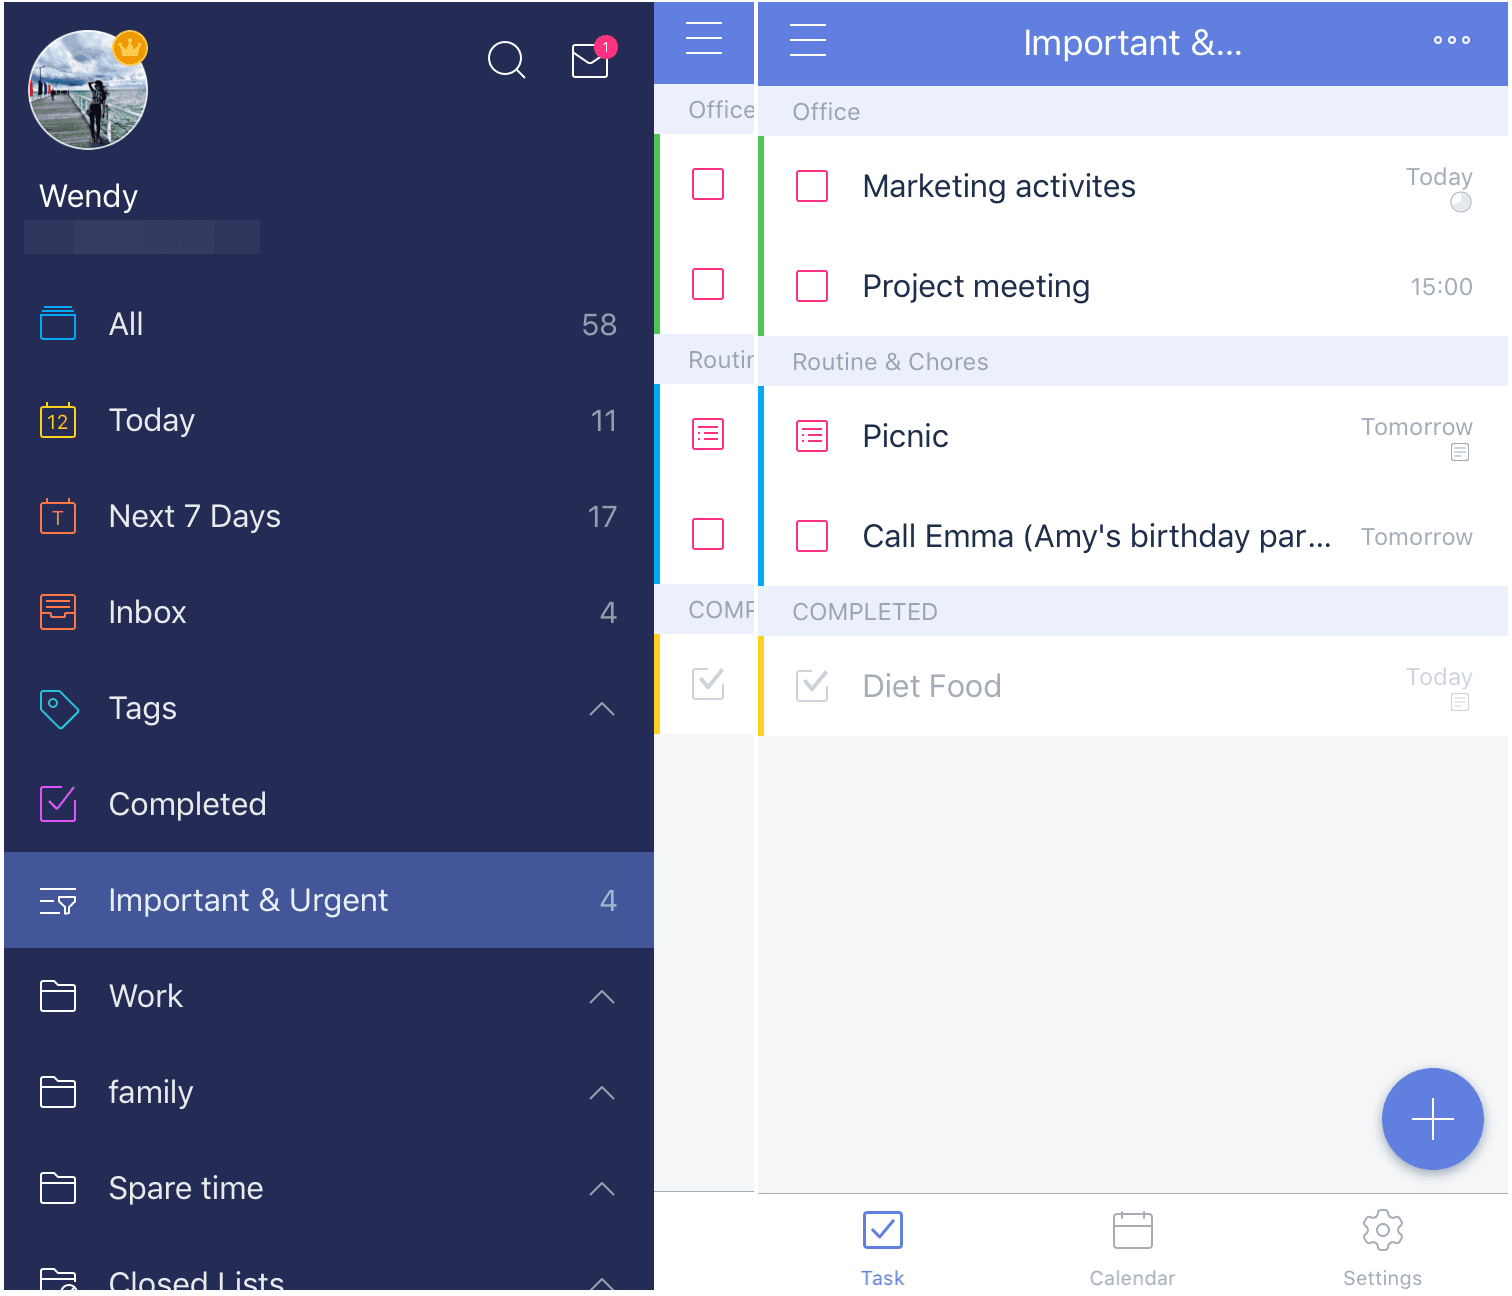 1
Wendy
All 58
12 Today 11
T Next 7 Days 17
Inbox 4
Tags
Completed
Important & Urgent 4
Work
family
Spare time
Closed Lists
Office
Routin
COMP
Important &...
Office
Marketing activites Today
Project meeting 15:00
Routine & Chores
Picnic Tomorrow
Call Emma (Amy's birthday par... Tomorrow
COMPLETED
Diet Food Today
Task Calendar Settings